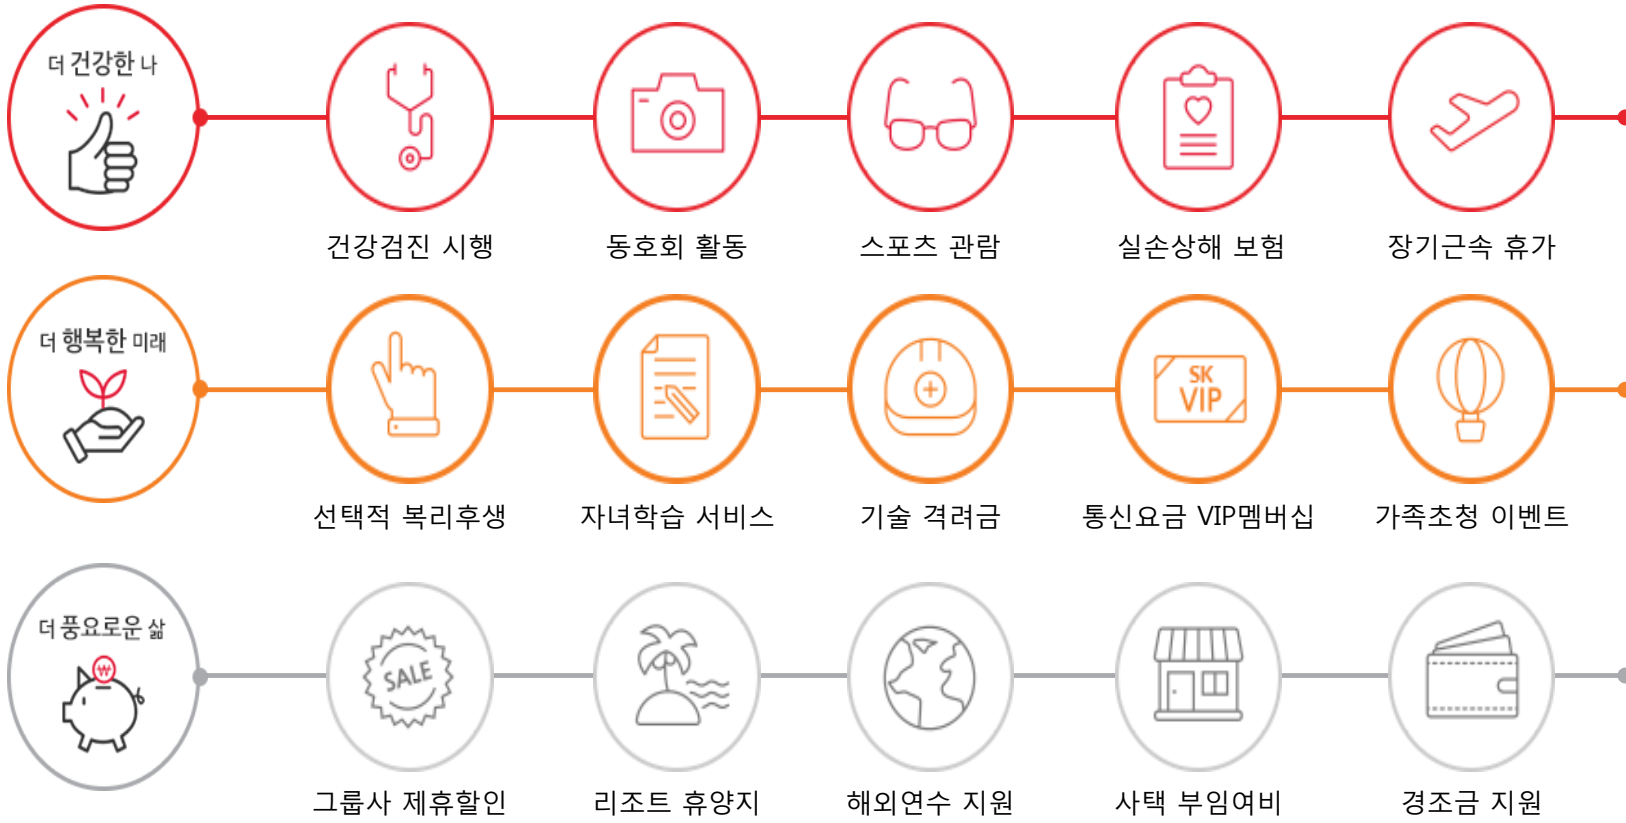 더 건강한 나
건강검진 시행
동호회 활동
스포츠 관람
실손상해 보험
장기근속 휴가
더 행복한 미래
SK
VIP
선택적 복리후생
자녀학습 서비스
기술 격려금
통신요금 VIP멤버십
가족초청 이벤트
더 풍요로운 삶
₩
SALE
그룹사 제휴할인
리조트 휴양지
해외연수 지원
사택 부임여비
경조금 지원